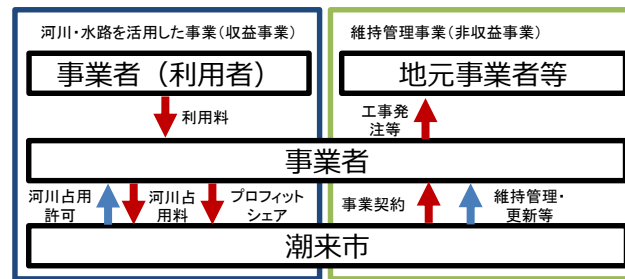 河川・水路を活用した事業（収益事業）
維持管理事業（非収益事業）
事業者（利用者）
地元事業者等
利用料
工事発
注等
事業者
河川占用
許可
河川占
用料
プロフィット
シェア
事業契約
維持管理・
更新等
潮来市